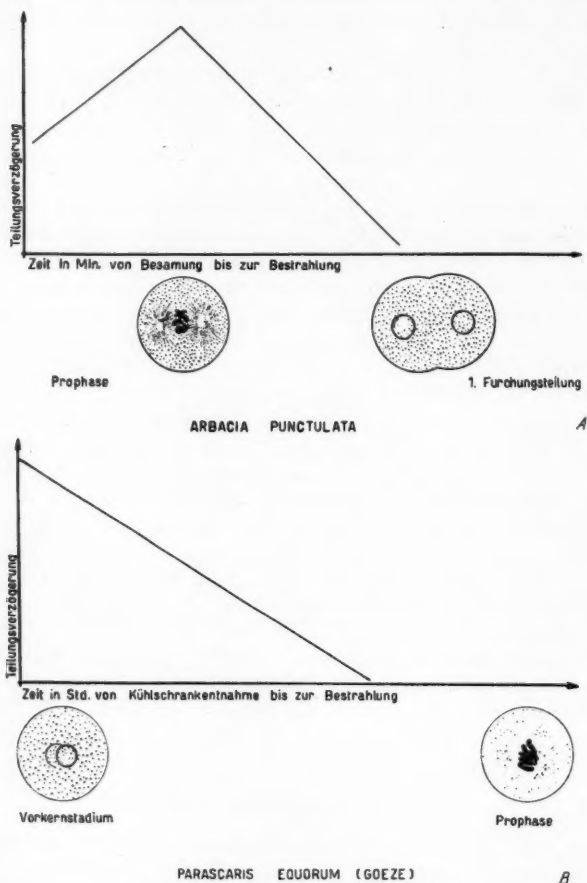 Teilungsverzögerung
Zeit in Min. von Besamung bis zur Bestrahlung
Prophase
1. Furchungsteilung
ARBACIA PUNCTULATA
A
Teilungsverzögerung
Zeit in Std. von Kühlschrankentnahme bis zur Bestrahlung
Vorkernstadium
Prophase
PARASCARIS EQUORUM (GOEZE)
B